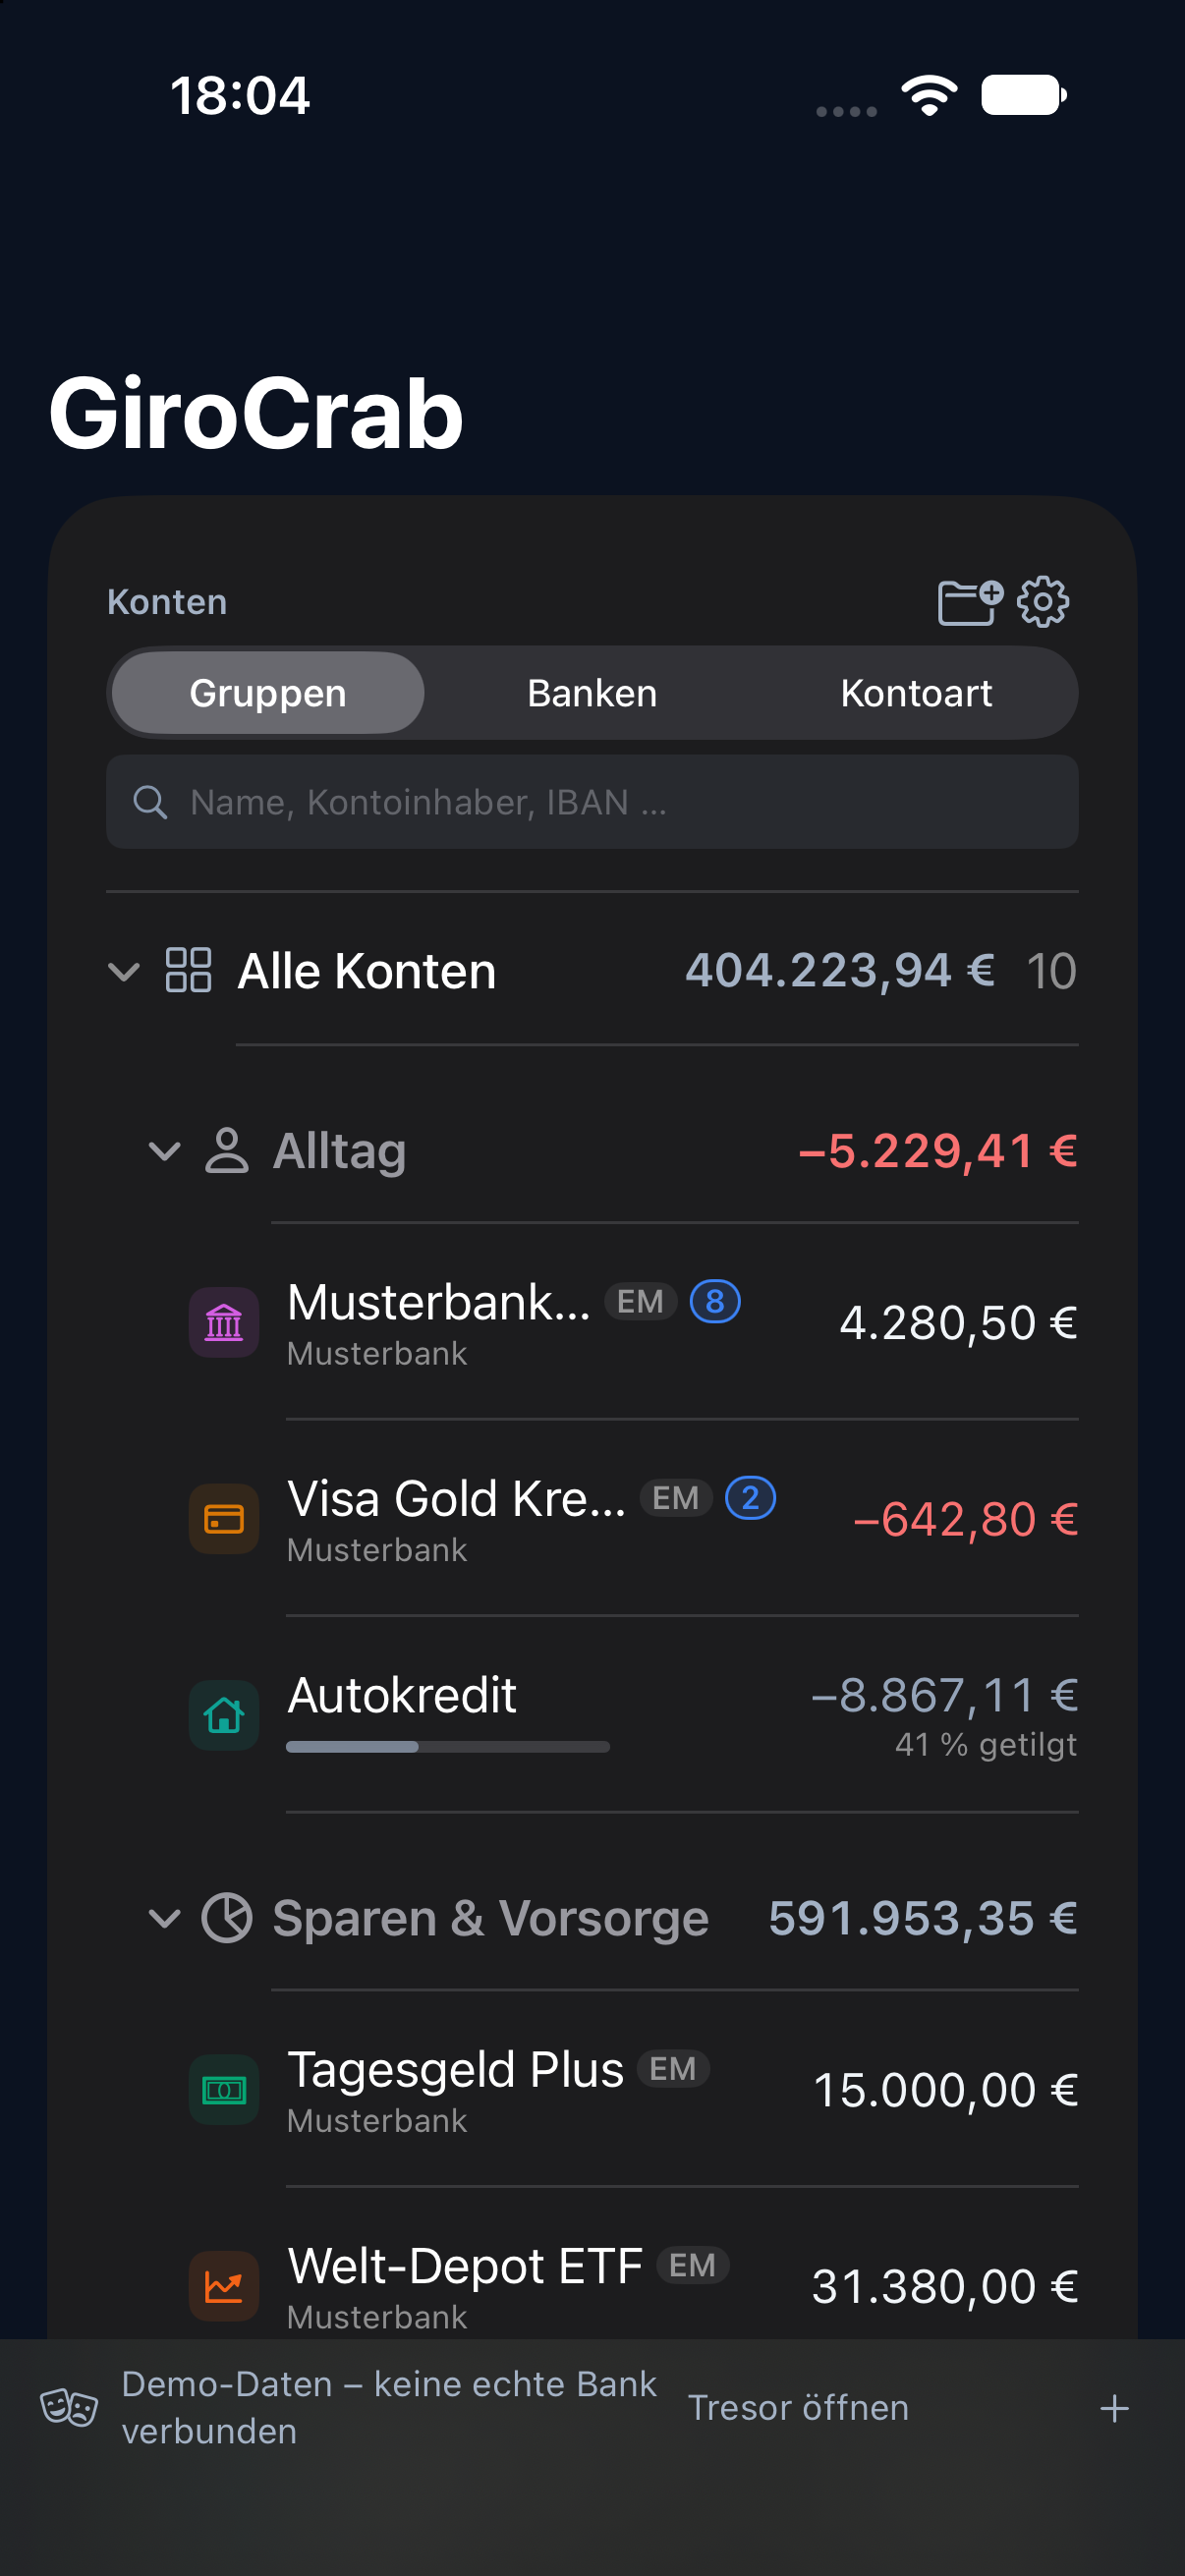 18:04
GiroCrab
Konten
Gruppen Banken Kontoart
Name, Kontoinhaber, IBAN ...
Alle Konten 404.223,94 € 10
Alltag –5.229,41 €
Musterbank... EM 8 4.280,50 €
Musterbank
Visa Gold Kre... EM 2 –642,80 €
Musterbank
Autokredit –8.867,11 €
41 % getilgt
Sparen & Vorsorge 591.953,35 €
Tagesgeld Plus EM 15.000,00 €
Musterbank
Welt-Depot ETF EM 31.380,00 €
Musterbank
Demo-Daten – keine echte Bank
verbunden
Tresor öffnen +